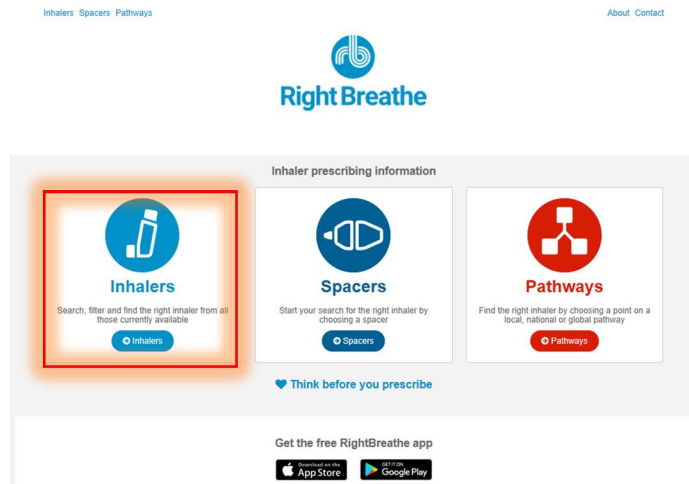 Inhalers Spacers Pathways
About Contact
Right Breathe
Inhaler prescribing information
Inhalers
Search, filter and find the right inhaler from all
those currently available
Inhalers
Spacers
Start your search for the right inhaler by
choosing a spacer
Spacers
Pathways
Find the right inhaler by choosing a point on a
local, national or global pathway
Pathways
Think before you prescribe
Get the free RightBreathe app
Download on the
App Store
GET IT ON
Google Play